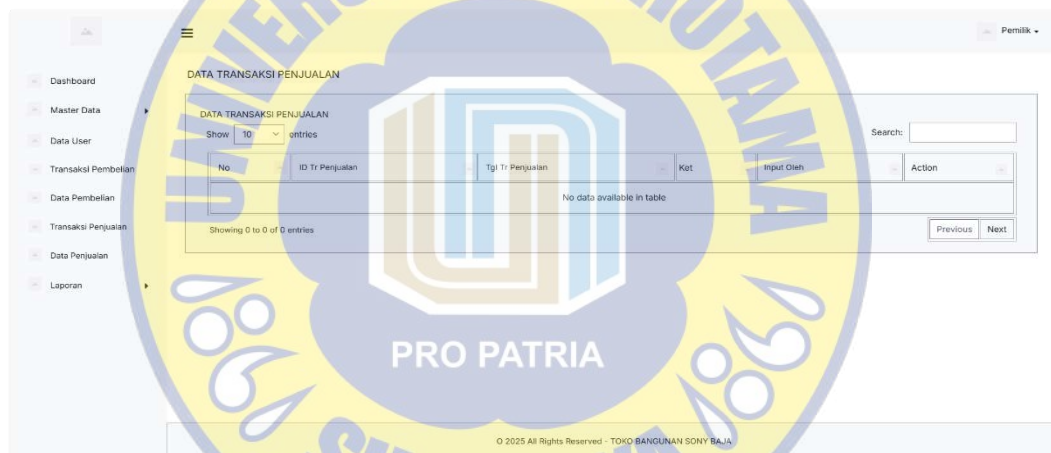 Pemilik
Dashboard
Master Data
Data User
Transaksi Pembelian
Data Pembelian
Transaksi Penjualan
Data Penjualan
Laporan
DATA TRANSAKSI PENJUALAN
DATA TRANSAKSI PENJUALAN
Show 10 entries
Search:
No ID Tr Penjualan Tgl Tr Penjualan Ket Input Oleh Action
No data available in table
Showing 0 to 0 of 0 entries
Previous Next
PRO PATRIA
© 2025 All Rights Reserved - TOKO BANGUNAN SONY BAJA